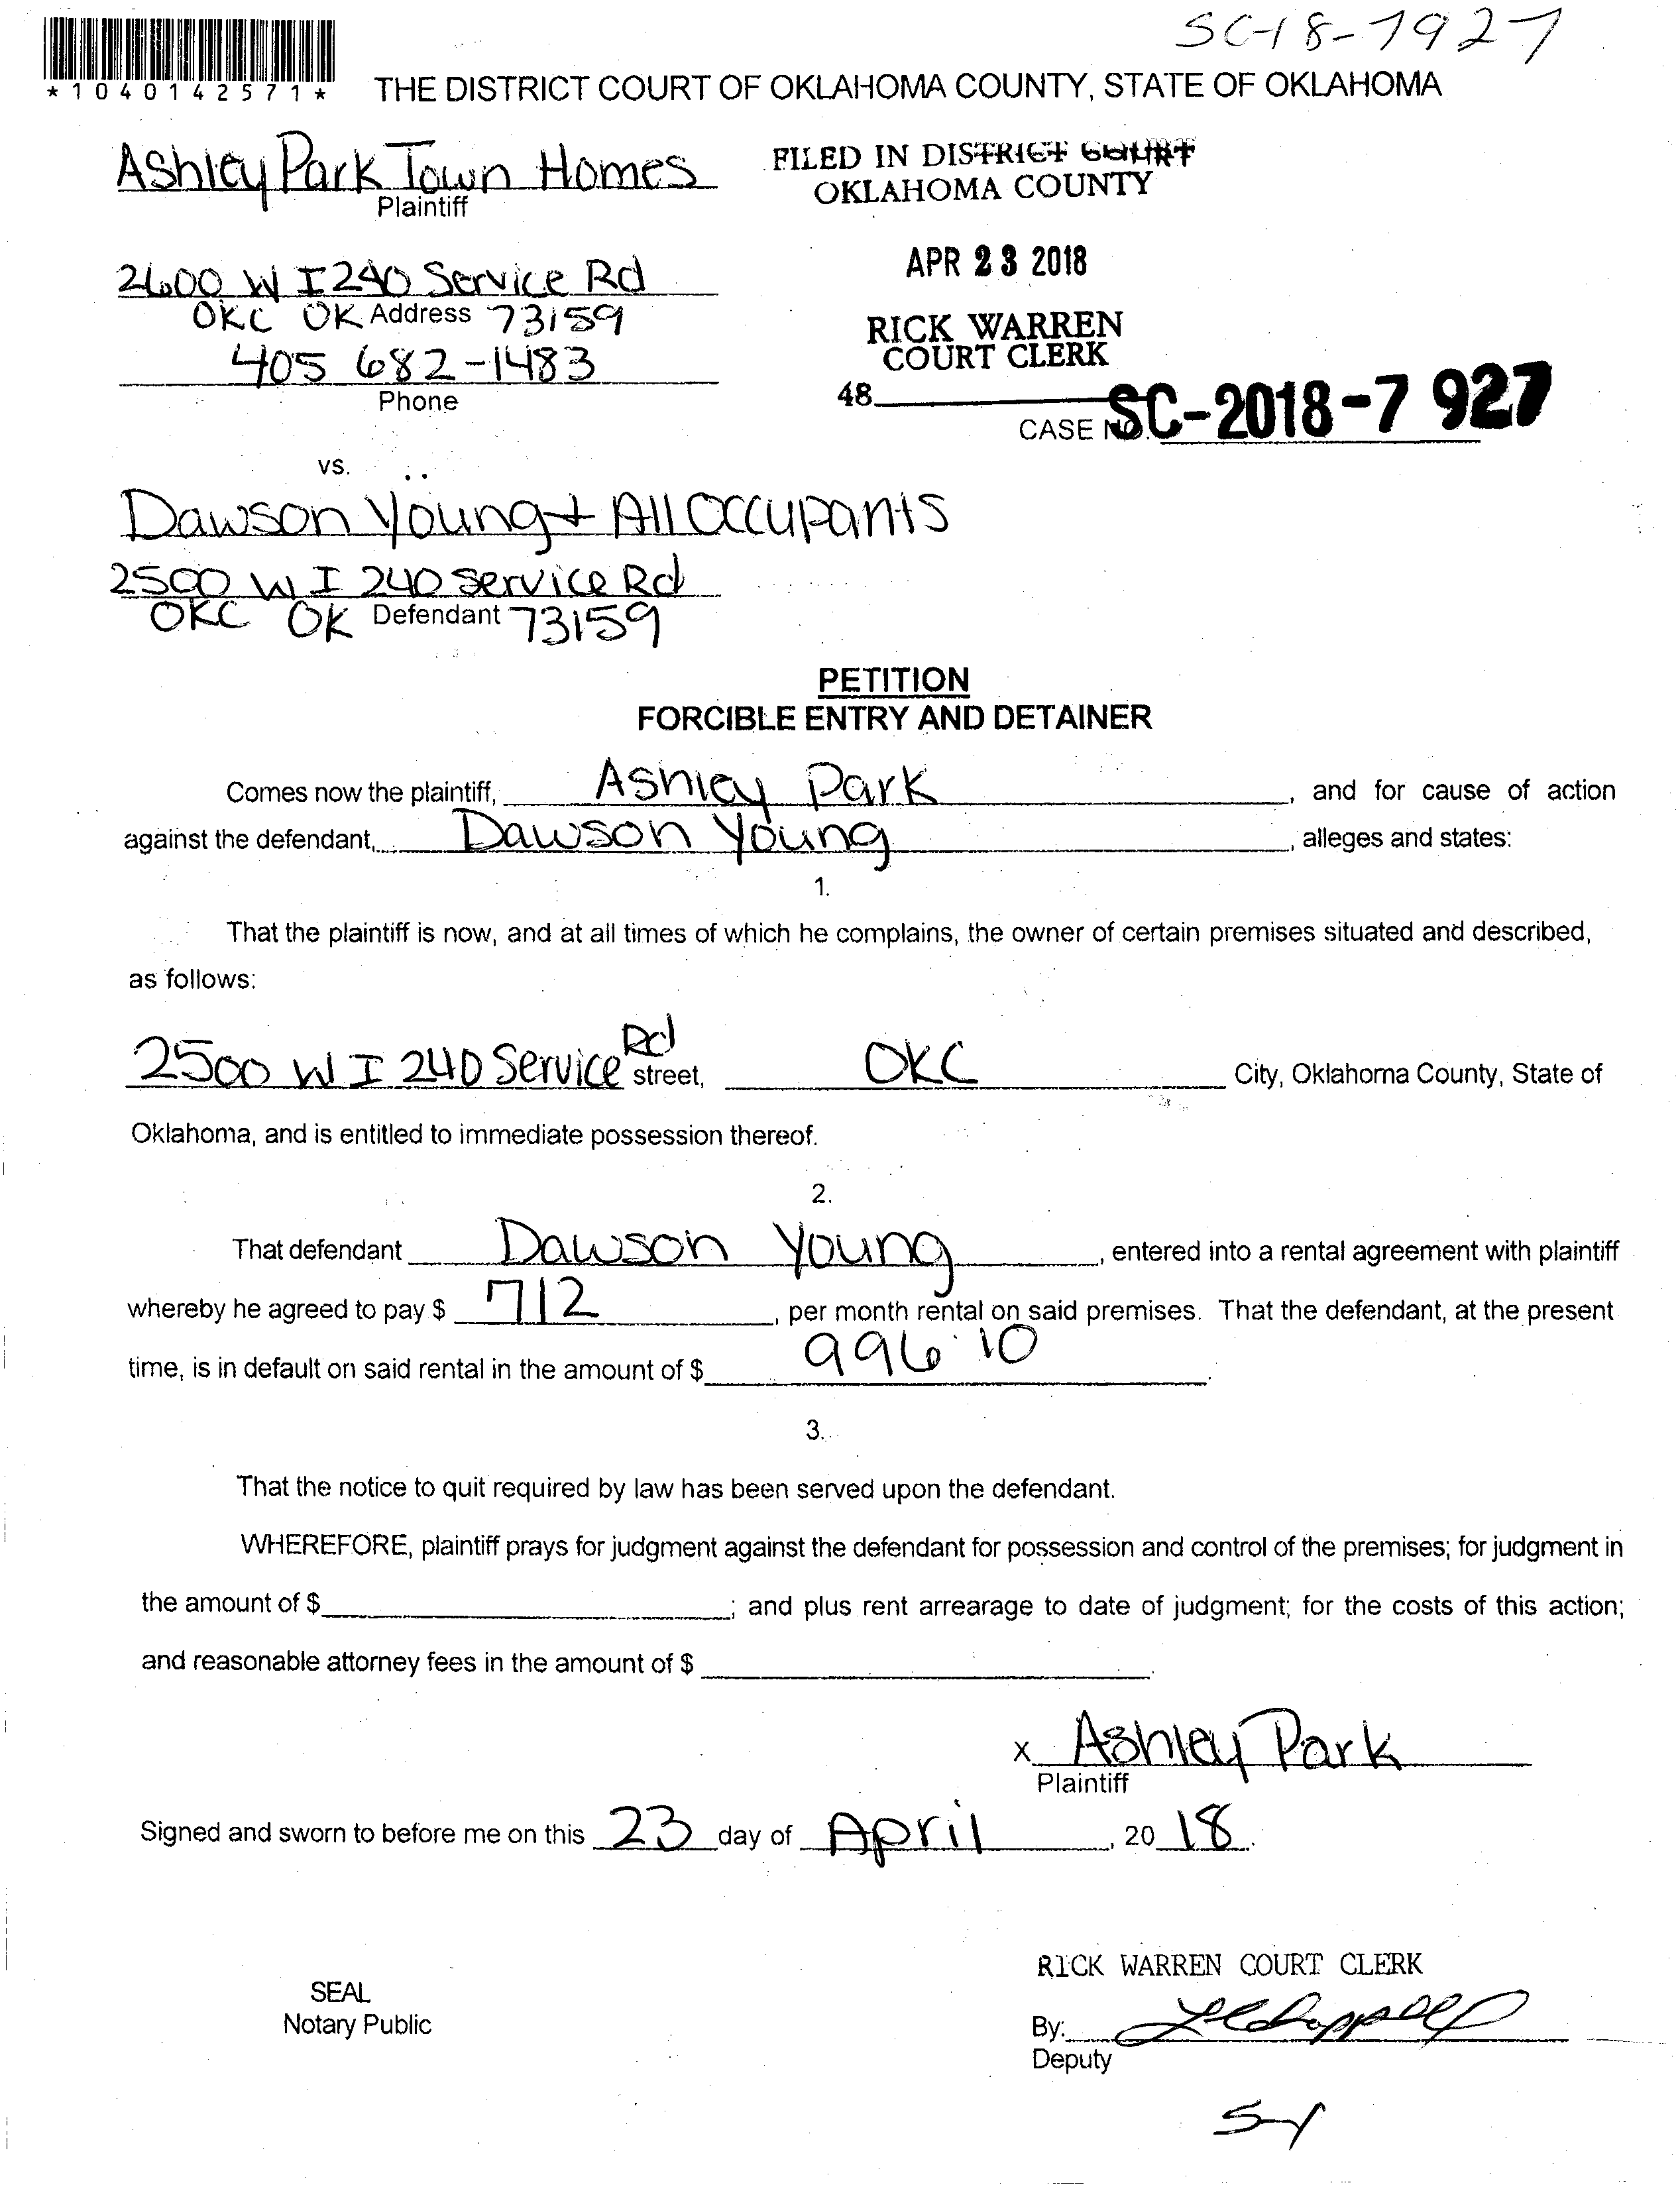 SC-18-7927
*1040142571*
THE DISTRICT COURT OF OKLAHOMA COUNTY, STATE OF OKLAHOMA
Ashley Park Town Homes
Plaintiff
FILED IN DISTRICT COURT
OKLAHOMA COUNTY
2600 W I 240 Service Rd
OKC OK Address 73159
APR 23 2018
405 682-1483
Phone
RICK WARREN
COURT CLERK
48
CASE NO. SC-2018-7 927
vs.
Dawson Young + All Occupants
2500 W I 240 Service Rd
OKC OK Defendant 73159
PETITION
FORCIBLE ENTRY AND DETAINER
Comes now the plaintiff, Ashley Park, and for cause of action
against the defendant, Dawson Young, alleges and states:
1.
That the plaintiff is now, and at all times of which he complains, the owner of certain premises situated and described,
as follows:
2500 W I 240 Service Rd street, OKC City, Oklahoma County, State of
Oklahoma, and is entitled to immediate possession thereof.
2.
That defendant Dawson Young, entered into a rental agreement with plaintiff
whereby he agreed to pay $ 712, per month rental on said premises. That the defendant, at the present
time, is in default on said rental in the amount of $ 996 10.
3.
That the notice to quit required by law has been served upon the defendant.
WHEREFORE, plaintiff prays for judgment against the defendant for possession and control of the premises; for judgment in
the amount of $ ; and plus rent arrearage to date of judgment; for the costs of this action;
and reasonable attorney fees in the amount of $ .
x Ashley Park
Plaintiff
Signed and sworn to before me on this 23 day of April, 20 18.
RICK WARREN COURT CLERK
SEAL
Notary Public
By:
Deputy